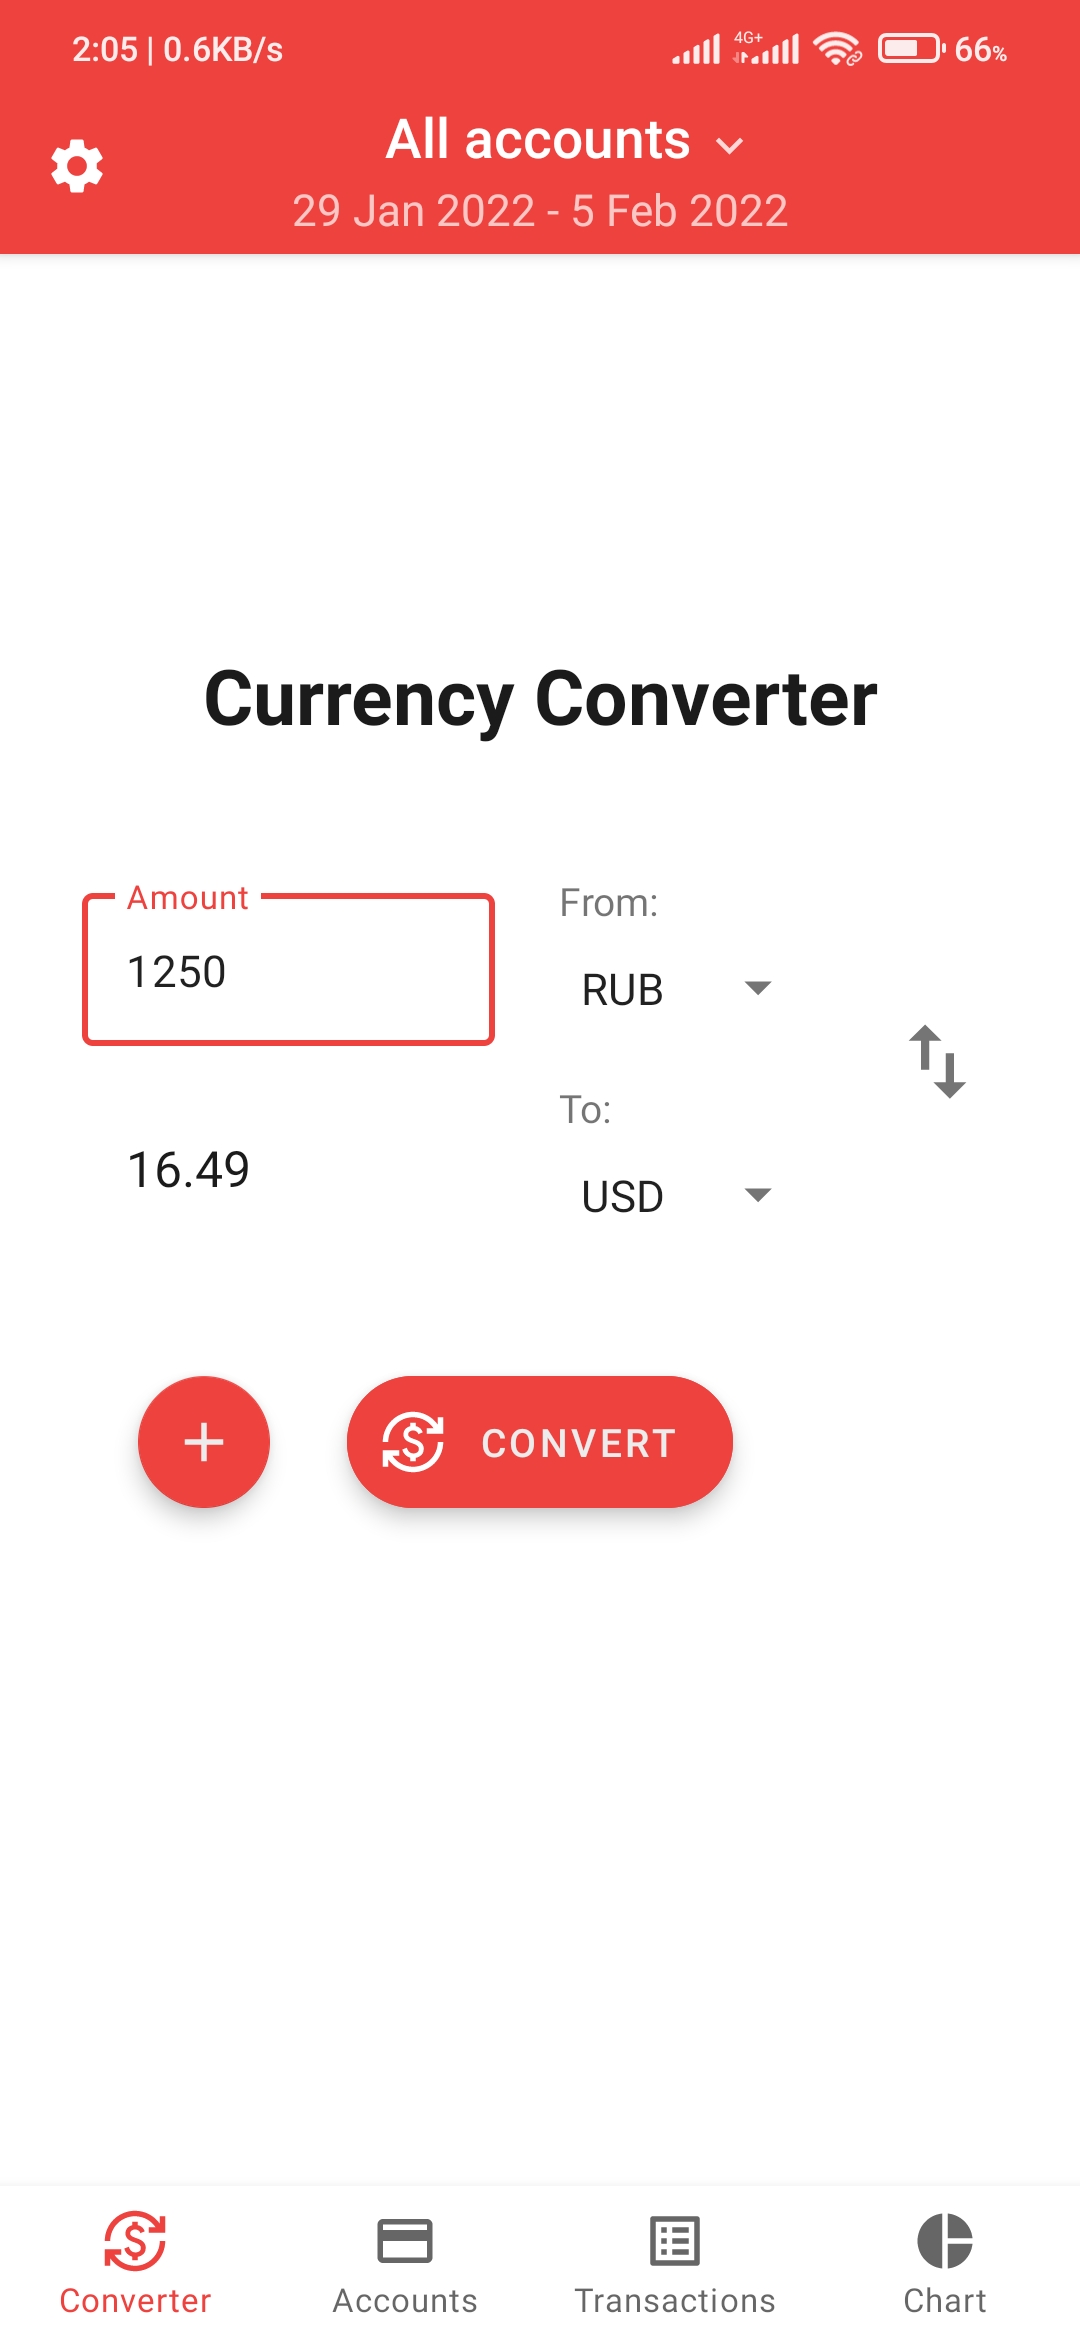 2:05 | 0.6KB/s 4G+ 66%
All accounts
29 Jan 2022 - 5 Feb 2022
Currency Converter
Amount
1250
From:
RUB
To:
16.49
USD
+
CONVERT
Converter
Accounts
Transactions
Chart